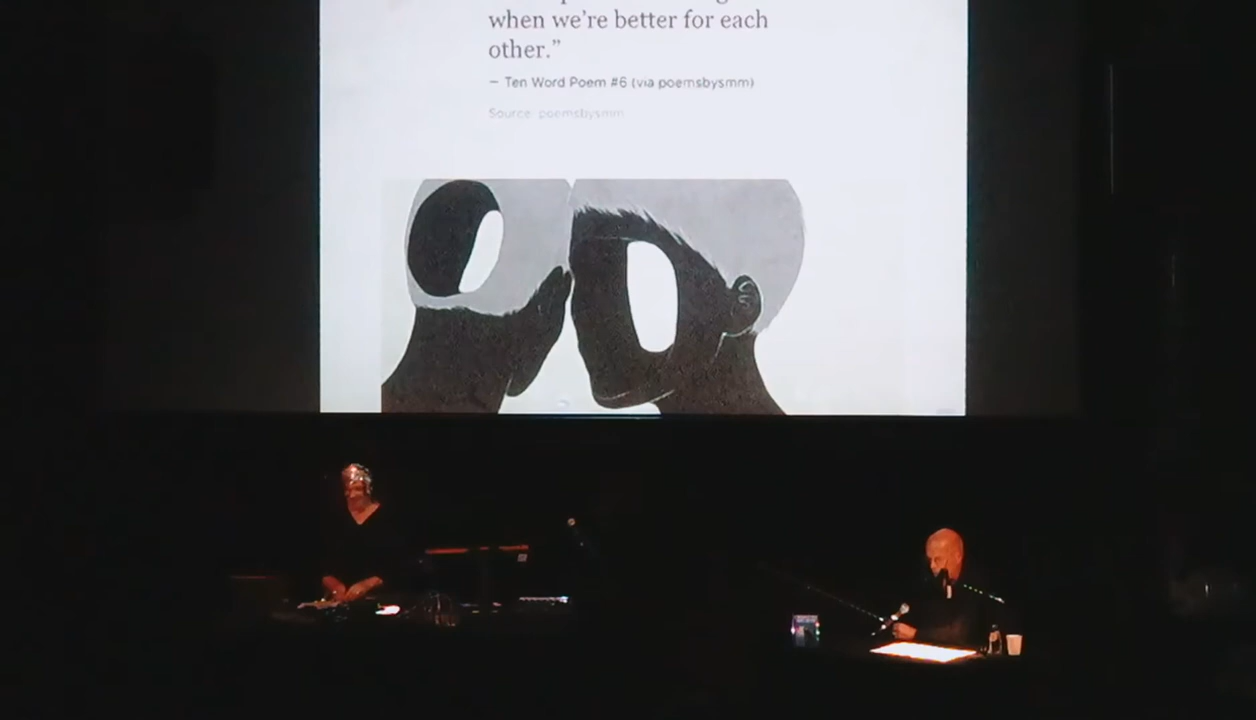 when we're better for each
other."
— Ten Word Poem #6 (via poemsbysmm)
Source: poemsbysmm